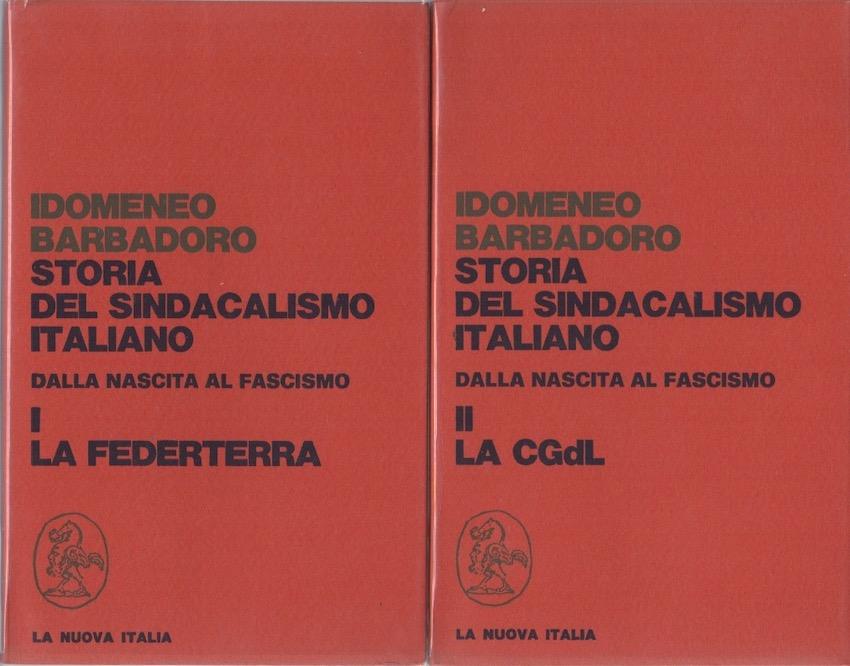 IDOMENEO
BARBADORO
STORIA
DEL SINDACALISMO
ITALIANO
DALLA NASCITA AL FASCISMO
I
LA FEDERTERRA
LA NUOVA ITALIA
IDOMENEO
BARBADORO
STORIA
DEL SINDACALISMO
ITALIANO
DALLA NASCITA AL FASCISMO
II
LA CGdL
LA NUOVA ITALIA